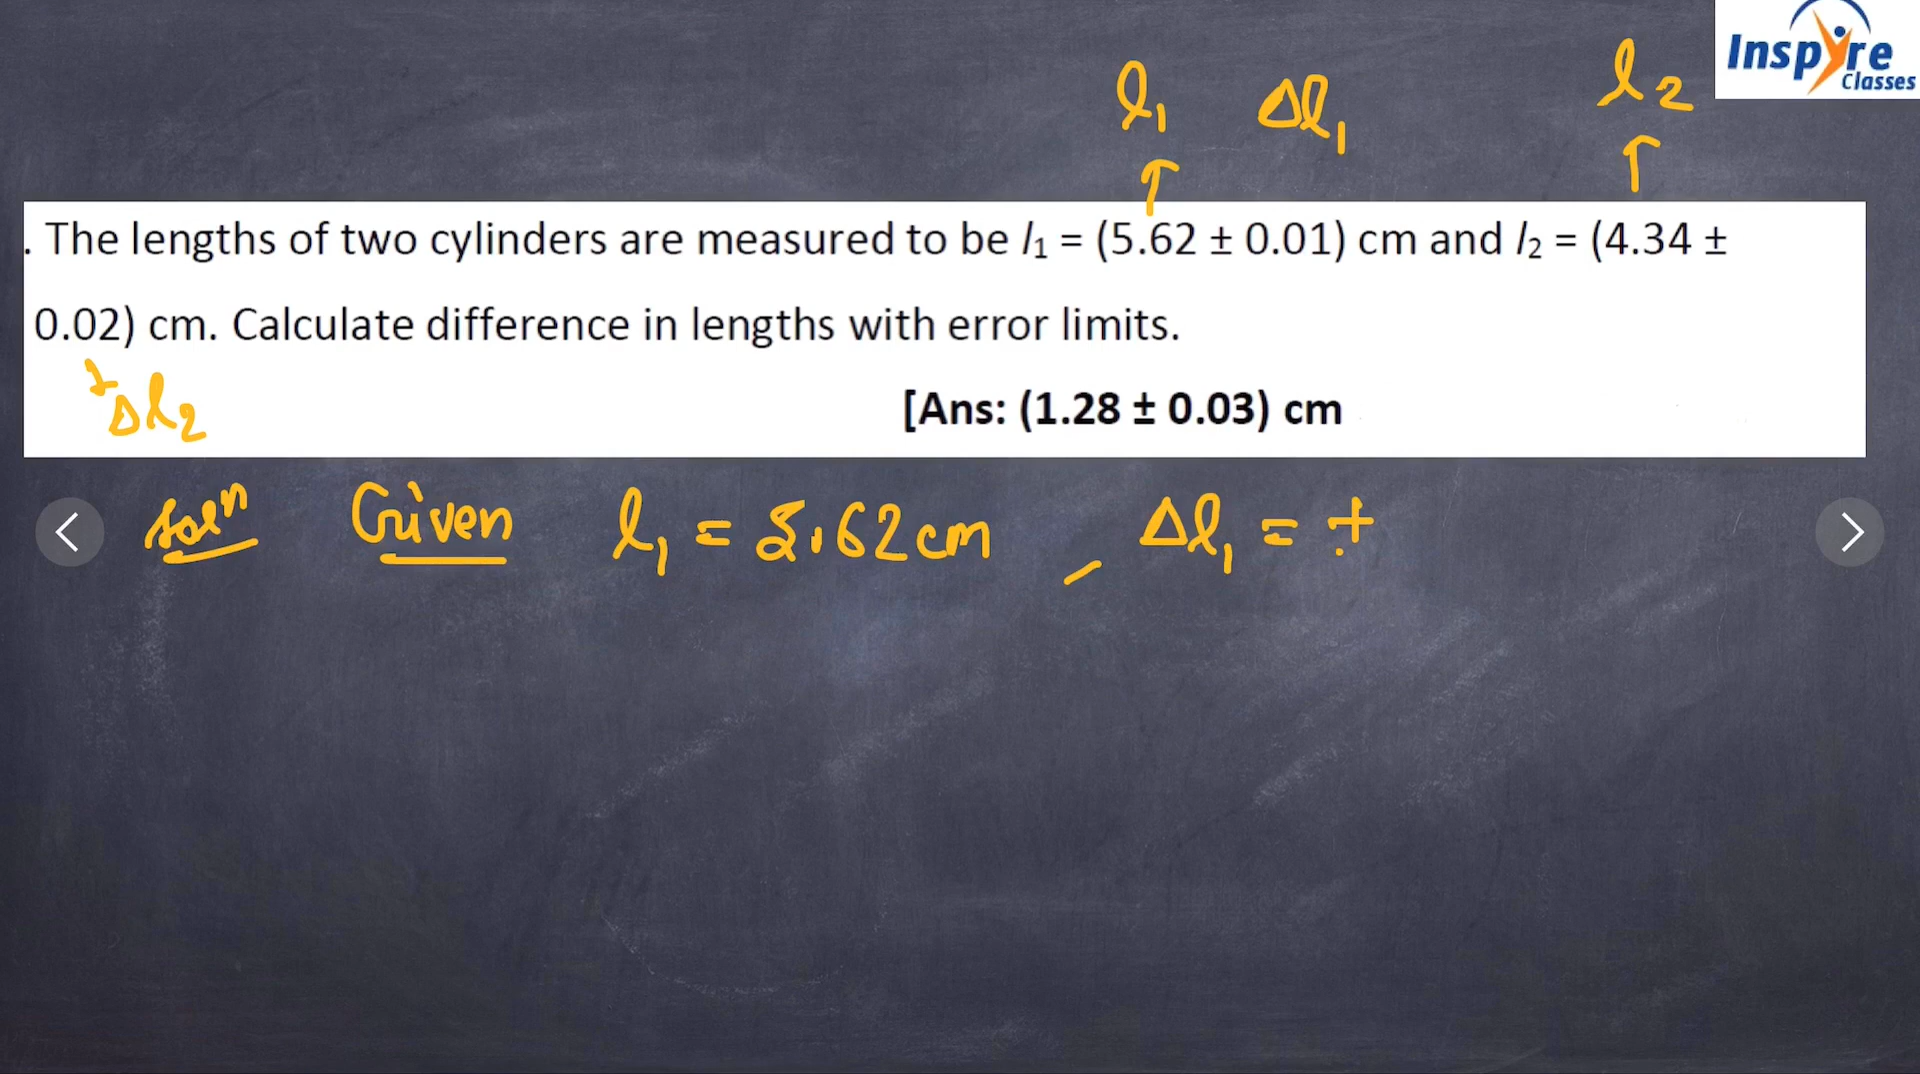 l₁ Δl₁ l₂
Inspire
Classes
. The lengths of two cylinders are measured to be l₁ = (5.62 ± 0.01) cm and l₂ = (4.34 ±
0.02) cm. Calculate difference in lengths with error limits.
± Δl₂
[Ans: (1.28 ± 0.03) cm
Solⁿ Given l₁ = 5.62 cm , Δl₁ = ±